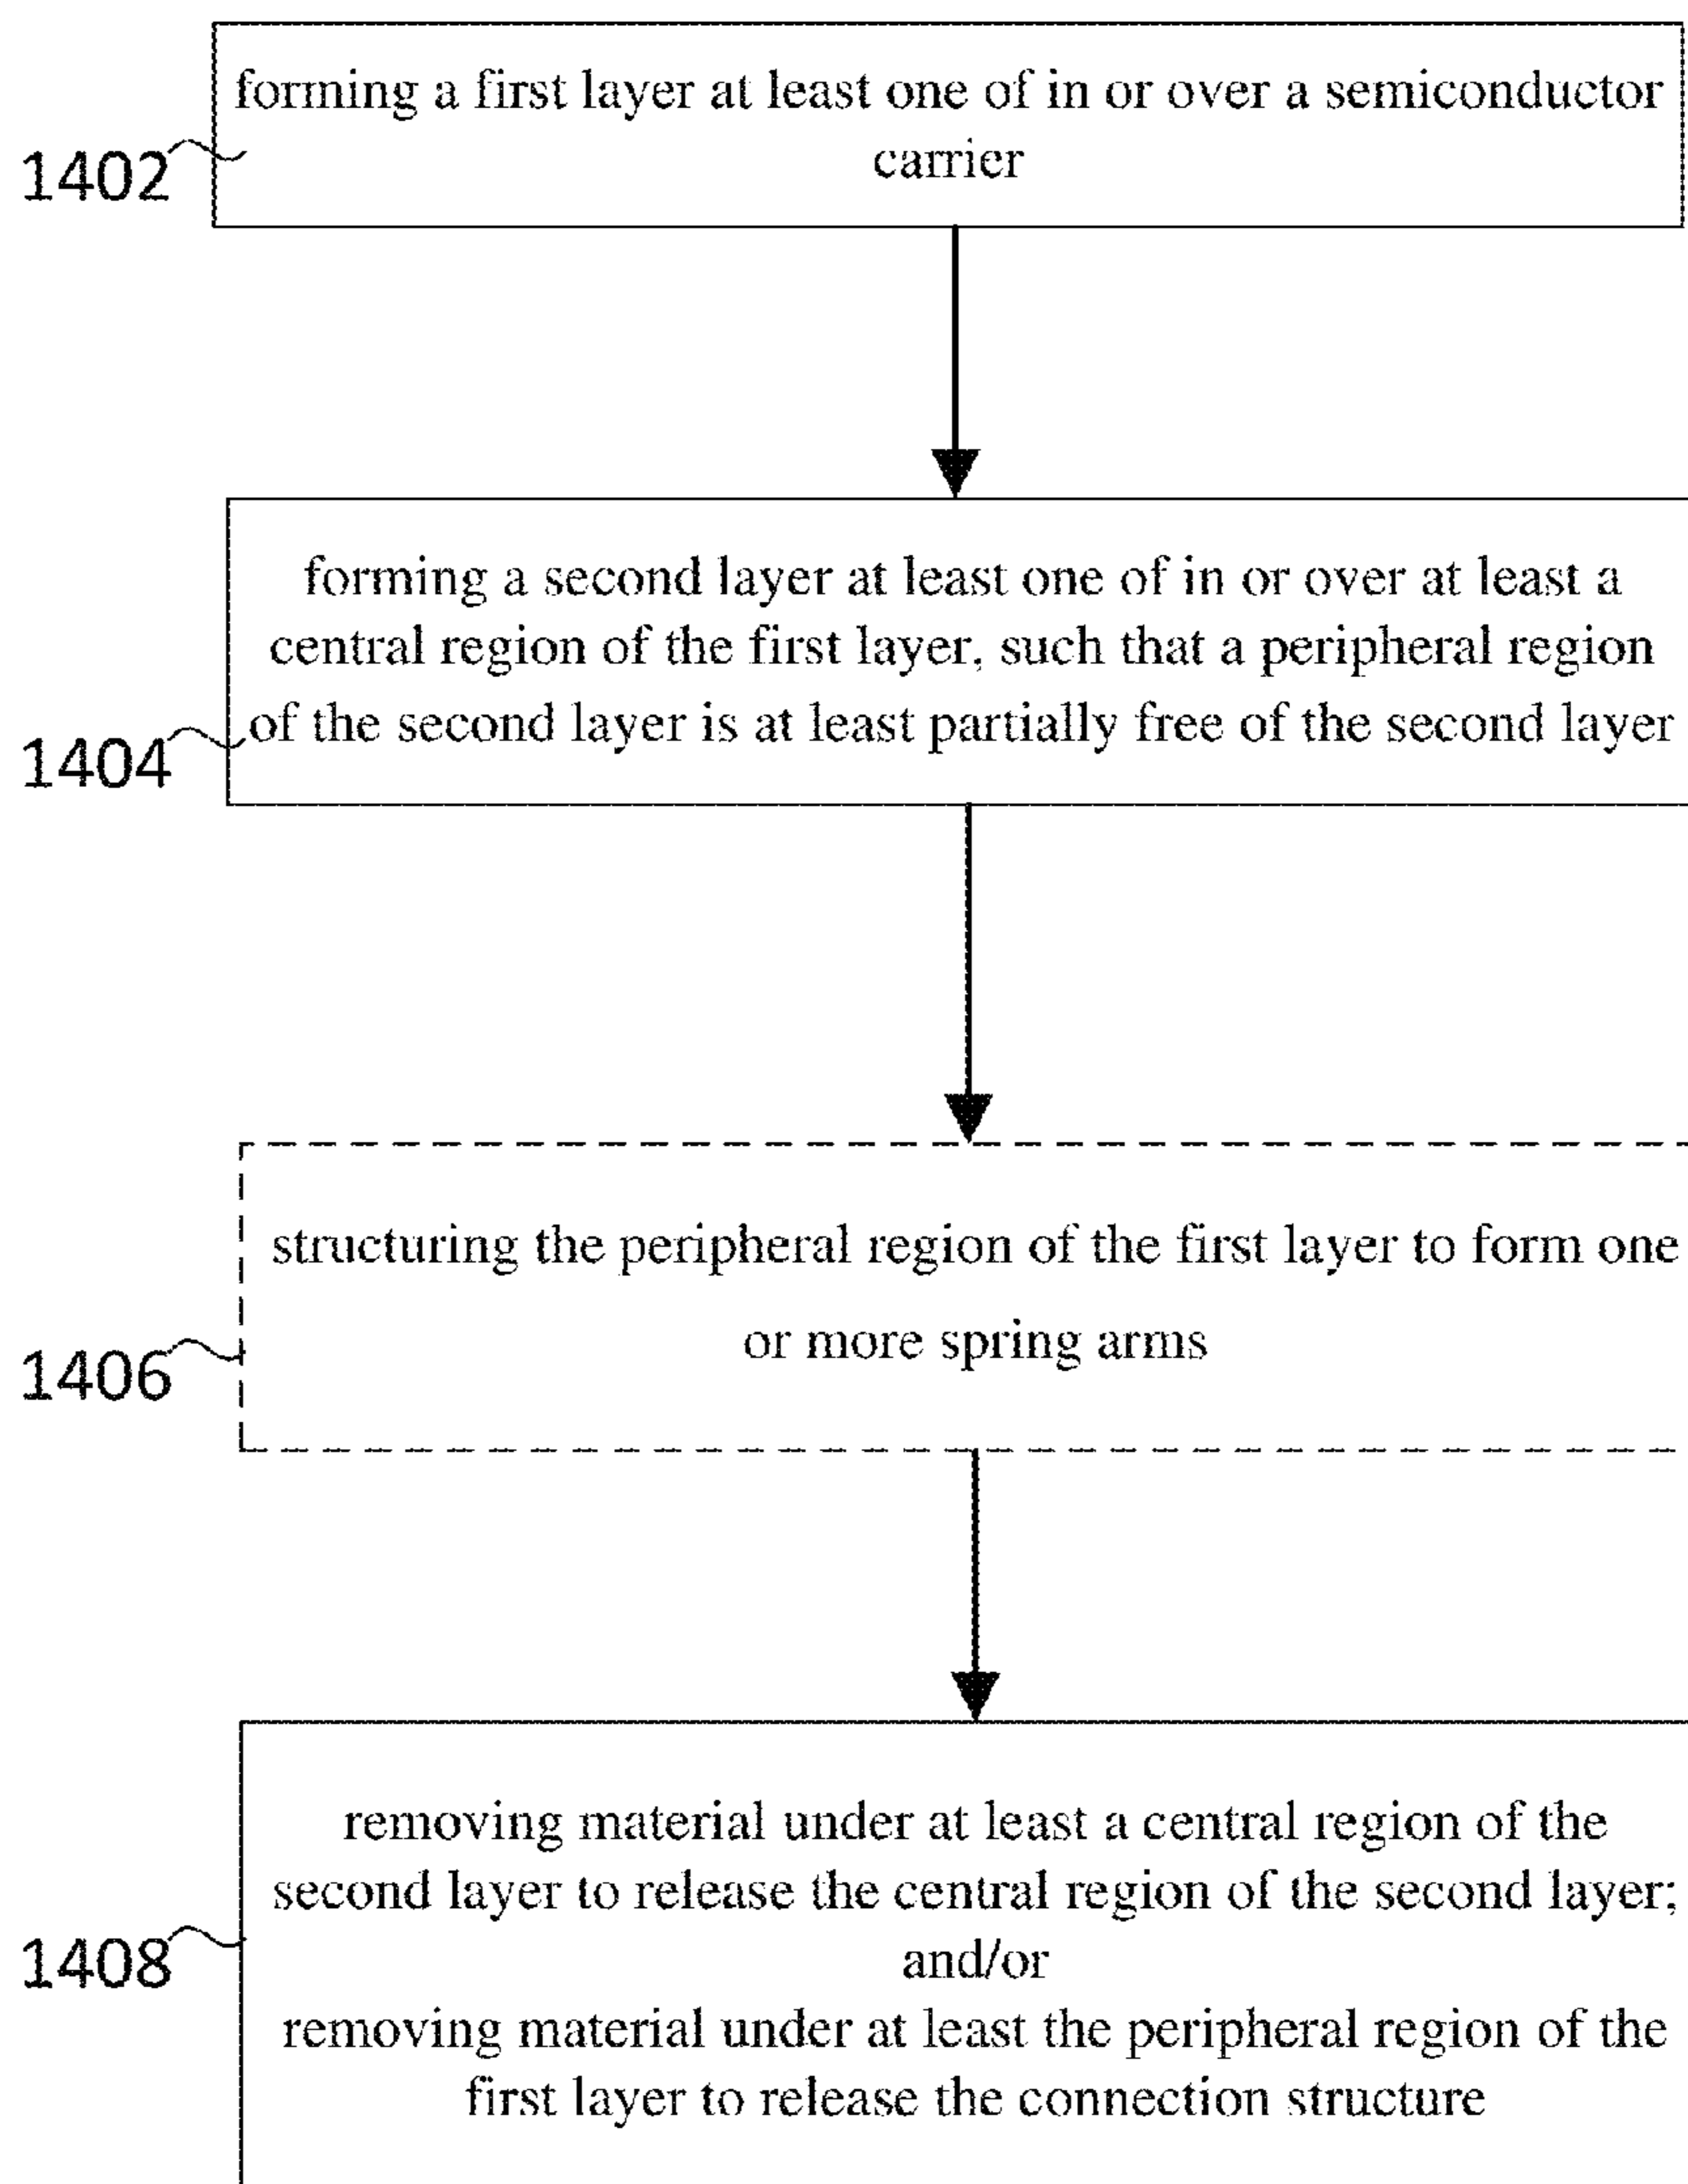 forming a first layer at least one of in or over a semiconductor
carrier
1402
forming a second layer at least one of in or over at least a
central region of the first layer, such that a peripheral region
of the second layer is at least partially free of the second layer
1404
structuring the peripheral region of the first layer to form one
or more spring arms
1406
removing material under at least a central region of the
second layer to release the central region of the second layer;
and/or
1408
removing material under at least the peripheral region of the
first layer to release the connection structure